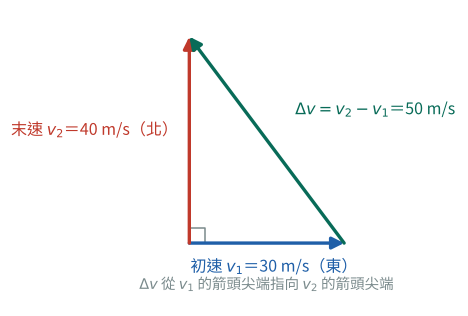 Δv = v₂ − v₁＝50 m/s
末速 v₂＝40 m/s（北）
初速 v₁＝30 m/s（東）
Δv 從 v₁ 的箭頭尖端指向 v₂ 的箭頭尖端